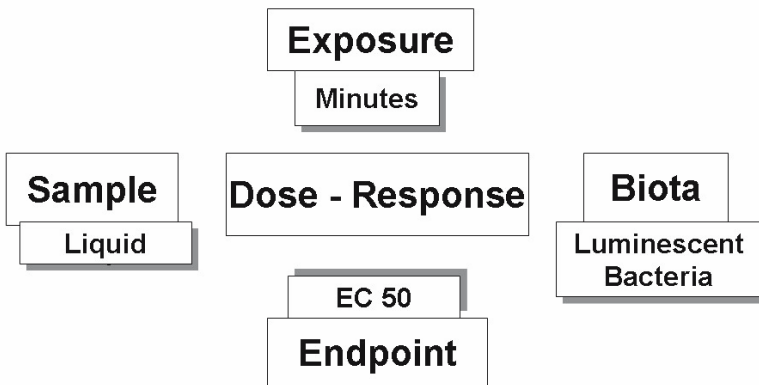 Exposure
Minutes
Sample
Liquid
Dose - Response
Biota
Luminescent
Bacteria
EC 50
Endpoint